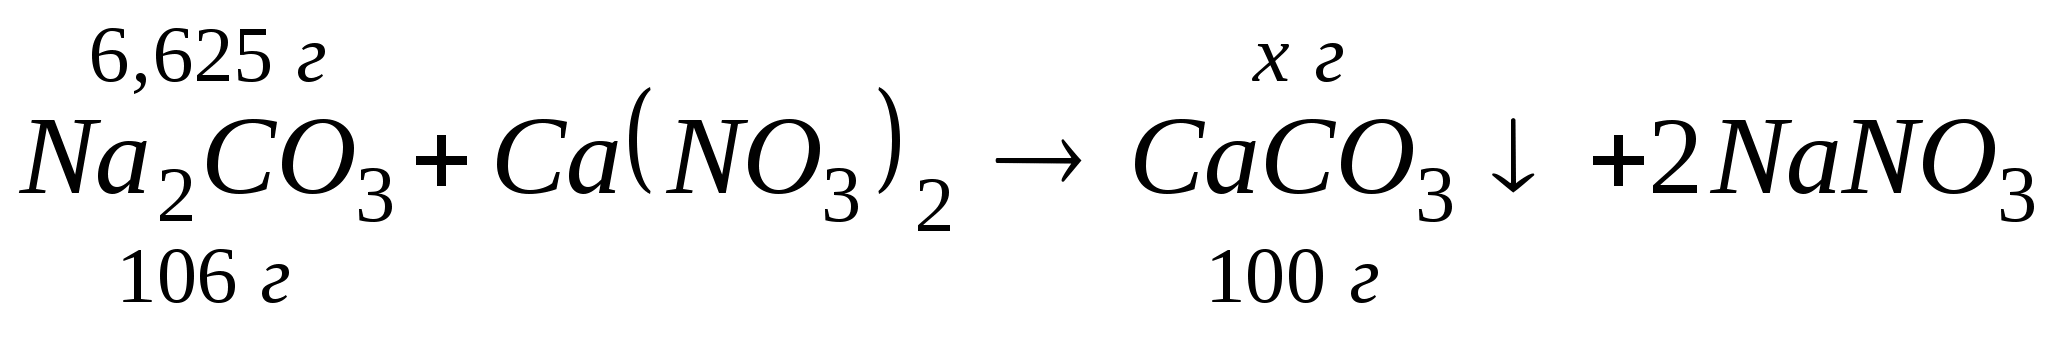 6,625 г x г
Na₂CO₃ + Ca(NO₃)₂ → CaCO₃ ↓ +2NaNO₃
106 г 100 г